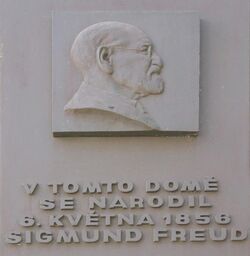 V TOMTO DOMĚ
SE NARODIL
6. KVĚTNA 1856
SIGMUND FREUD